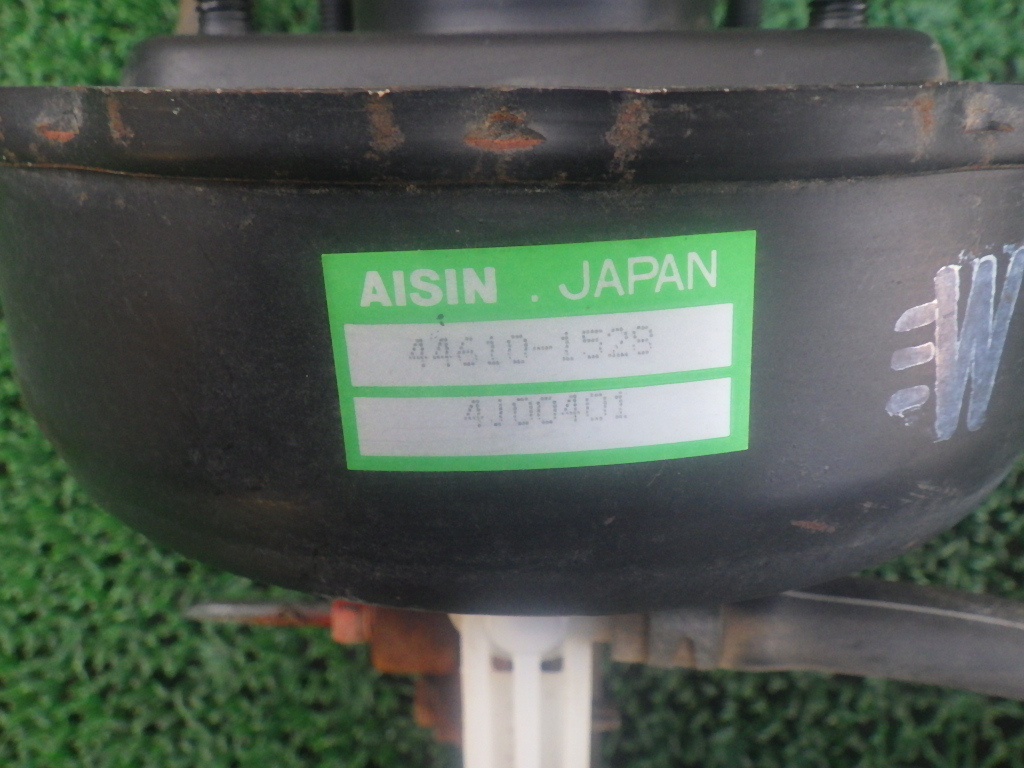 AISIN . JAPAN
44610-1528
4J00401
W